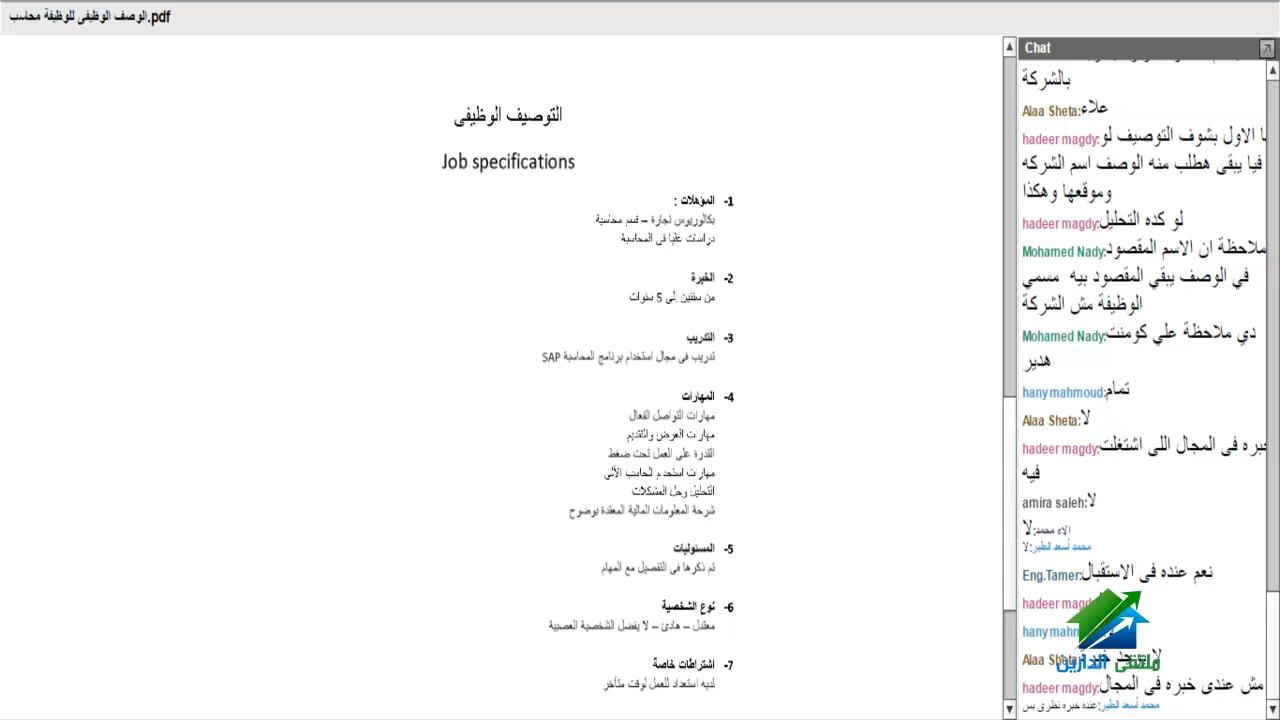 الوصف الوظيفى للوظيفة محاسب.pdf
التوصيف الوظيفى
Job specifications
1- المؤهلات :
بكالوريوس تجارة – قسم محاسبة
دراسات عليا فى المحاسبة
2- الخبرة
من سنتين إلى 5 سنوات
3- التدريب
تدريب فى مجال استخدام برنامج المحاسبة SAP
4- المهارات
مهارات التواصل الفعال
مهارات العرض والتقديم
القدرة على العمل تحت ضغط
مهارات استخدام الحاسب الآلى
التحليل وحل المشكلات
شرحة المعلومات المالية المعقدة بوضوح
5- المسئوليات
تم ذكرها فى التفصيل مع المهام
6- نوع الشخصية
معتدل – هادئ – لا يفضل الشخصية العصبية
7- اشتراطات خاصة
لديه استعداد للعمل لوقت متأخر
Chat
بالشركة
Alaa Sheta:علاء
hadeer magdy:ا الاول بشوف التوصيف لو
فيا يبقى هطلب منه الوصف اسم الشركه
وموقعها وهكذا
hadeer magdy:لو كده التحليل
Mohamed Nady:ملاحظة ان الاسم المقصود
في الوصف يبقي المقصود بيه مسمي
الوظيفة مش الشركة
Mohamed Nady:دي ملاحظة علي كومنت
هدير
hany mahmoud:تمام
Alaa Sheta:لا
hadeer magdy:خبره فى المجال اللى اشتغلت
فيه
amira saleh:لا
الاء محمد:لا
محمد أسعد الطير:لا
Eng.Tamer:نعم عنده فى الاستقبال
hadeer
hany
Alaa Sheta:لا
ملتقى الدارين
hadeer magdy:مش عندى خبره فى المجال
محمد أسعد الطير:عنده خبره نظرى بس